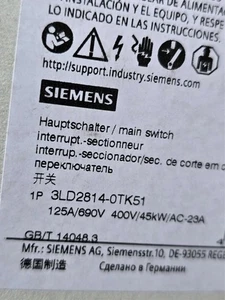 DE ALIMENTA
INSTALACIÓN Y EL EQUIPO, Y RESPE
LO INDICADO EN LAS INSTRUCCIONES.
http://support.industry.siemens.com
SIEMENS
Hauptschalter / main switch
interrupt.-sectionneur
interrup.-seccionador/sec. de corte em c
переключатель
开关
1P 3LD2814-0TK51
125A/690V 400V/45kW/AC-23A
GB/T 14048.3
Mfr.: SIEMENS AG, Siemensstr.10, DE-93055 REGE
德国制造 Сделано в Германии